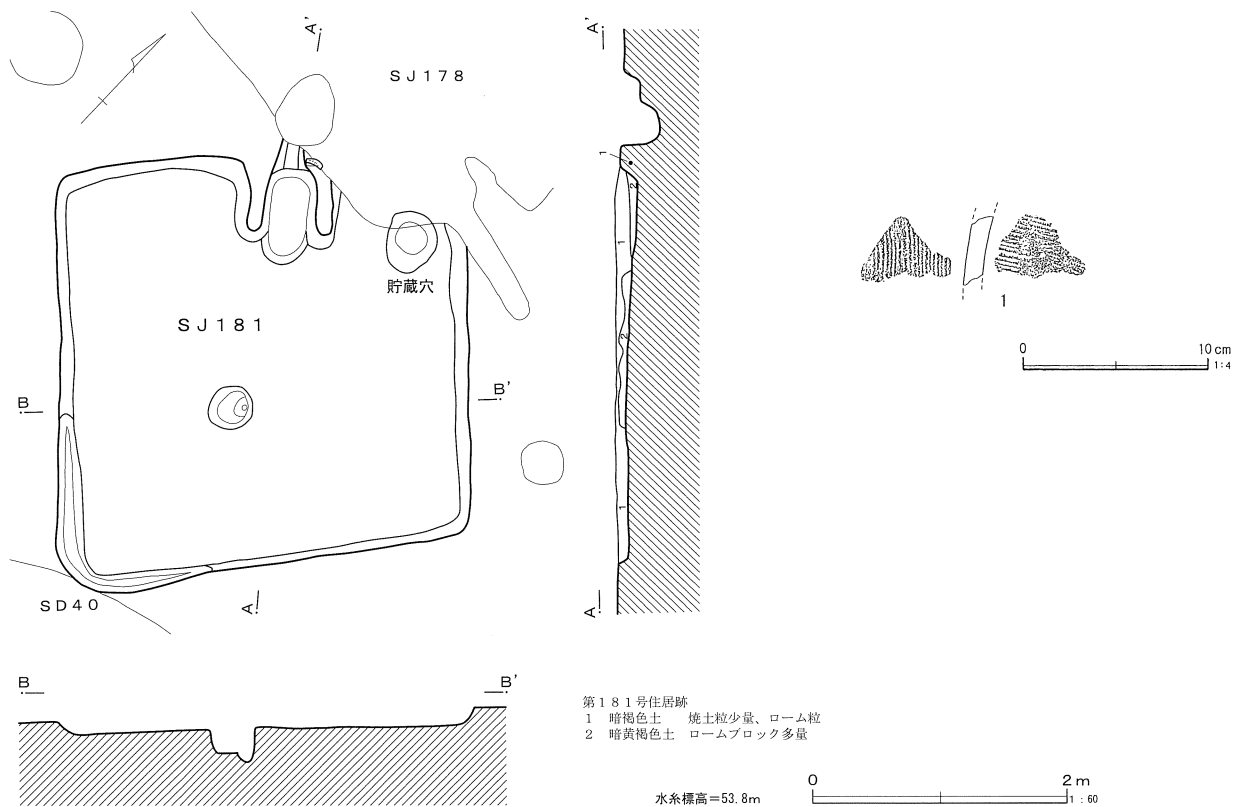 A'
SJ178
貯蔵穴
SJ181
B
B'
SD40
A
A'
1
2
1
2
1
A
1
0 10cm
1:4
B
B'
第181号住居跡
1 暗褐色土 焼土粒少量、ローム粒
2 暗黄褐色土 ロームブロック多量
水糸標高=53.8m
0 2m
1:60